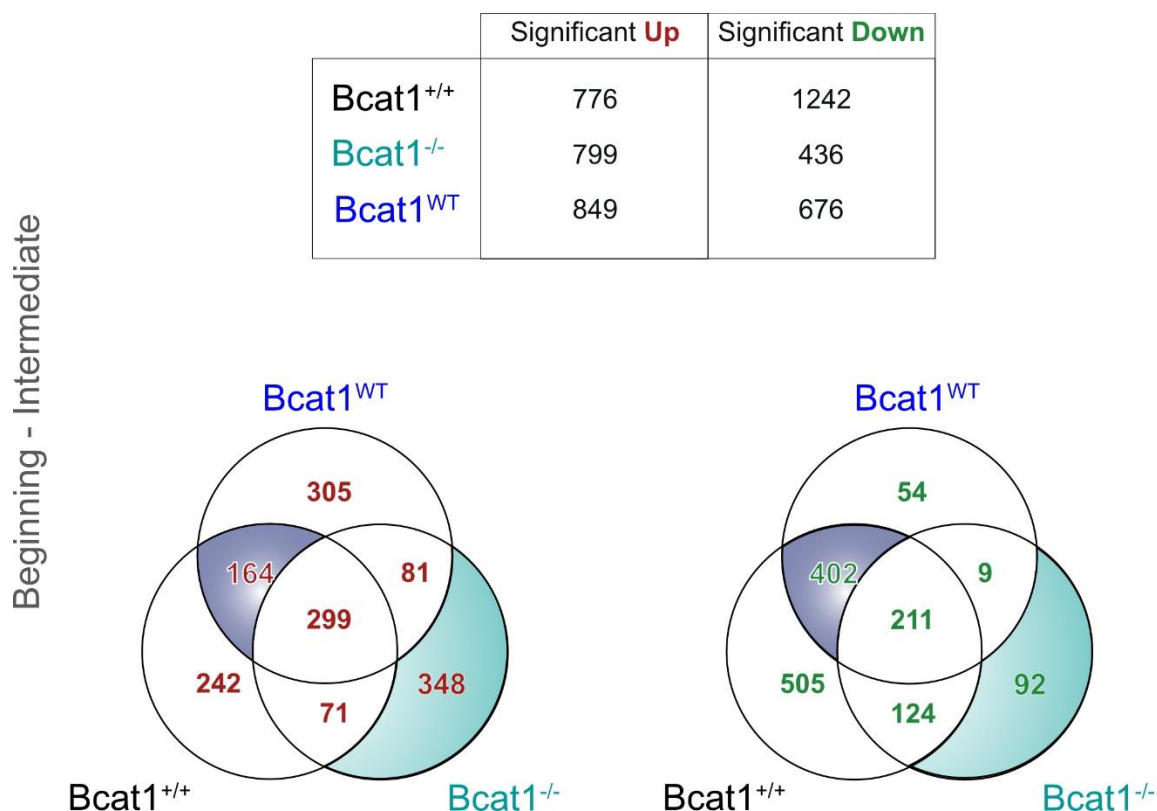 Significant Up Significant Down
Bcat1+/+ 776 1242
Bcat1-/- 799 436
Bcat1WT 849 676
Beginning - Intermediate
Bcat1WT
305
164
81
299
242
348
71
Bcat1+/+ Bcat1-/-
Bcat1WT
54
402
9
211
505
92
124
Bcat1+/+ Bcat1-/-